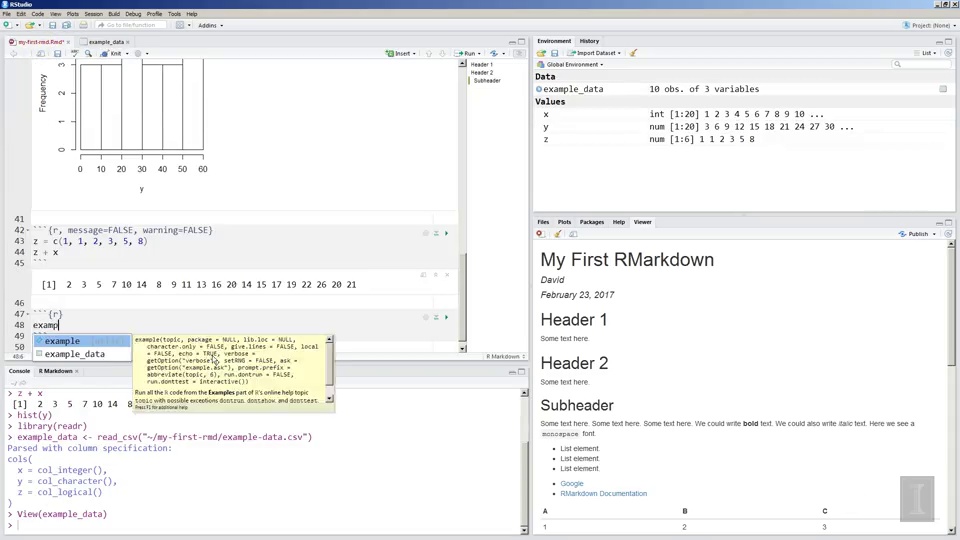 RStudio
File Edit Code View Plots Session Build Debug Profile Tools Help
Go to file/function
Addins
Project: (None)
my-first-rmd.Rmd*
example_data
Knit
Insert
Run
Header 1
Header 2
Subheader
Frequency
3
2
1
0
0 10 20 30 40 50 60
y
41
42 ```{r, message=FALSE, warning=FALSE}
43 z = c(1, 1, 2, 3, 5, 8)
44 z + x
45 ```
[1] 2 3 5 7 10 14 8 9 11 13 16 20 14 15 17 19 22 26 20 21
46
47 ```{r}
48 examp
49
example
example_data
example(topic, package = NULL, lib.loc = NULL,
character.only = FALSE, give.lines = FALSE, local
= FALSE, echo = TRUE, verbose =
getOption("verbose"), setRNG = FALSE, ask =
getOption("example.ask"), prompt.prefix =
abbreviate(topic, 6), run.dontrun = FALSE,
run.donttest = interactive())
Run all the R code from the Examples part of R's online help topic
topic with possible exceptions dontrun, dontshow, and donttest.
Press F1 for additional help
48:6
R Markdown
Console R Markdown
> z + x
[1] 2 3 5 7 10 14 8
> hist(y)
> library(readr)
> example_data <- read_csv("~/my-first-rmd/example-data.csv")
Parsed with column specification:
cols(
x = col_integer(),
y = col_character(),
z = col_logical()
)
> View(example_data)
>
Environment History
Import Dataset
List
Global Environment
Data
example_data 10 obs. of 3 variables
Values
x int [1:20] 1 2 3 4 5 6 7 8 9 10 ...
y num [1:20] 3 6 9 12 15 18 21 24 27 30 ...
z num [1:6] 1 1 2 3 5 8
Files Plots Packages Help Viewer
Publish
My First RMarkdown
David
February 23, 2017
Header 1
Some text here.
Header 2
Some text here.
Subheader
Some text here. Some text here. Some text here. We could write bold text. We could also write italic text. Here we see a
monospace font.
List element
List element
List element
Google
RMarkdown Documentation
A B C
1 2 3
I